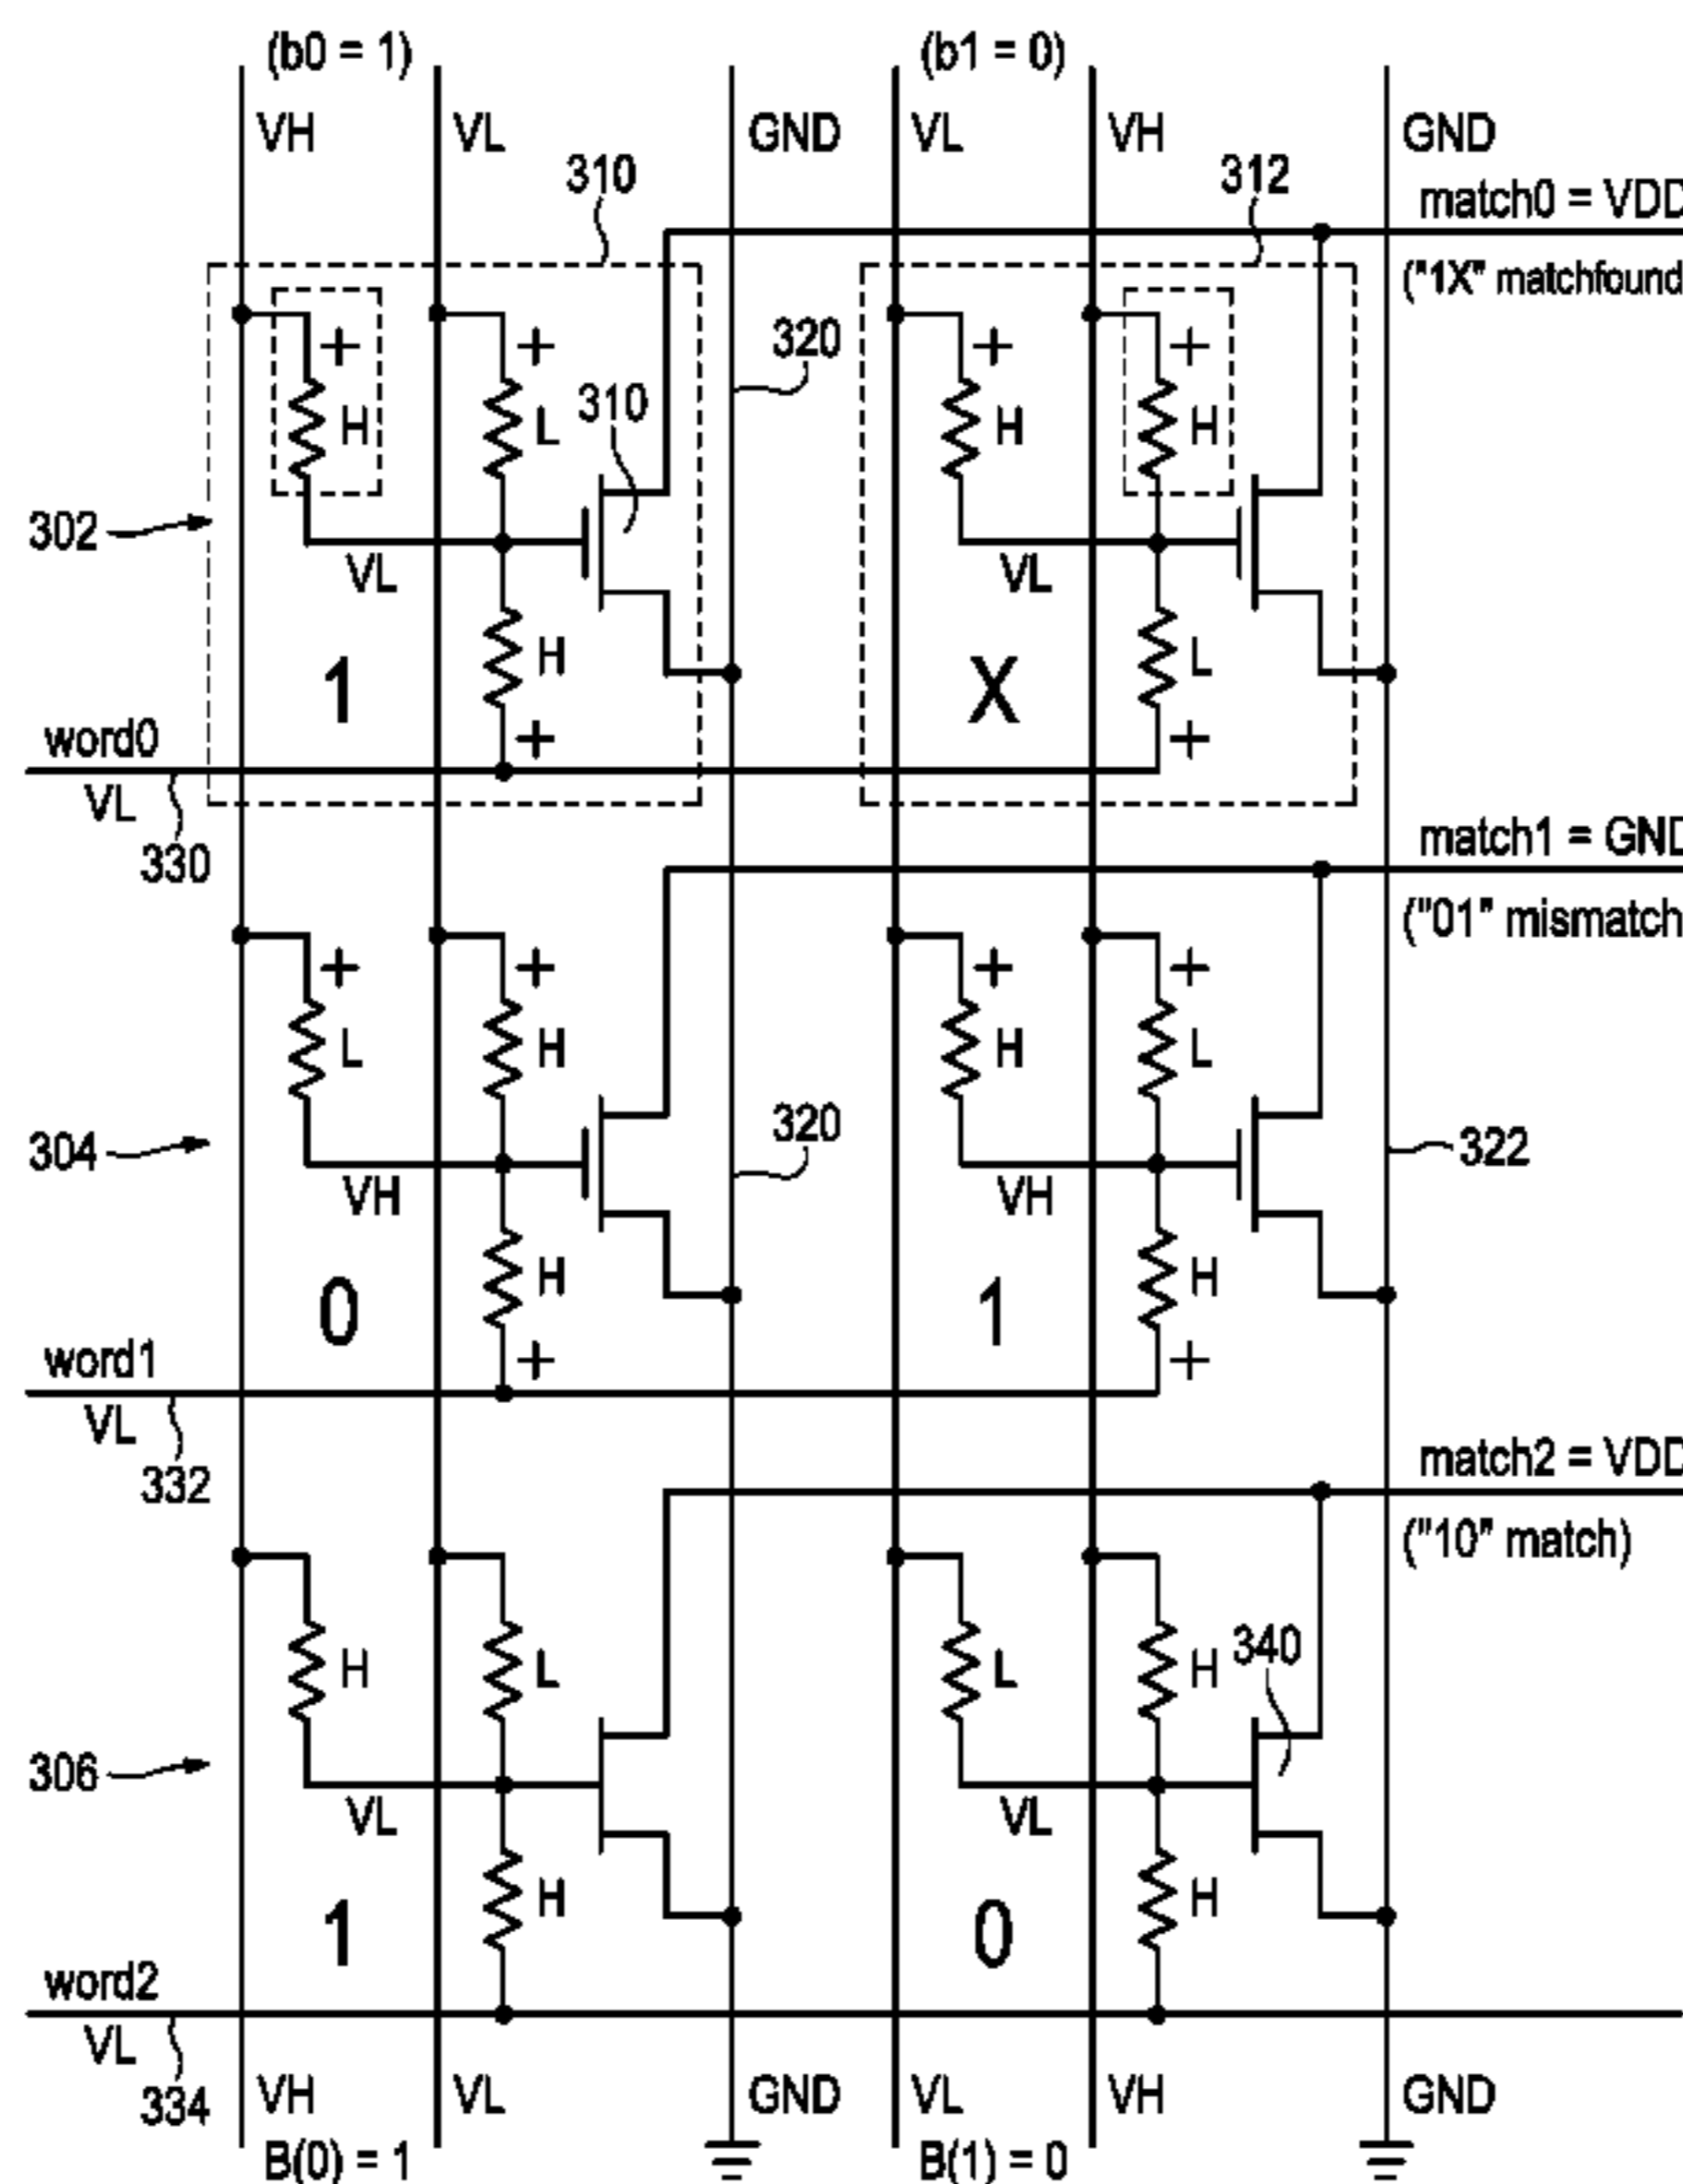 (b0 = 1) (b1 = 0)
VH VL GND VL VH GND
310 312
match0 = VDD
("1X" matchfound
+ + 320 + +
H L 310 H H
302
VL VL
H L
1 X
word0 + +
VL
330
match1 = GND
("01" mismatch
+ + + +
L H H L
304 320 322
VH VH
H H
0 1
word1 + +
VL
332
match2 = VDD
("10" match)
H L L H 340
306
VL VL
H H
1 0
word2
VL
334
VH VL GND VL VH GND
B(0) = 1 B(1) = 0